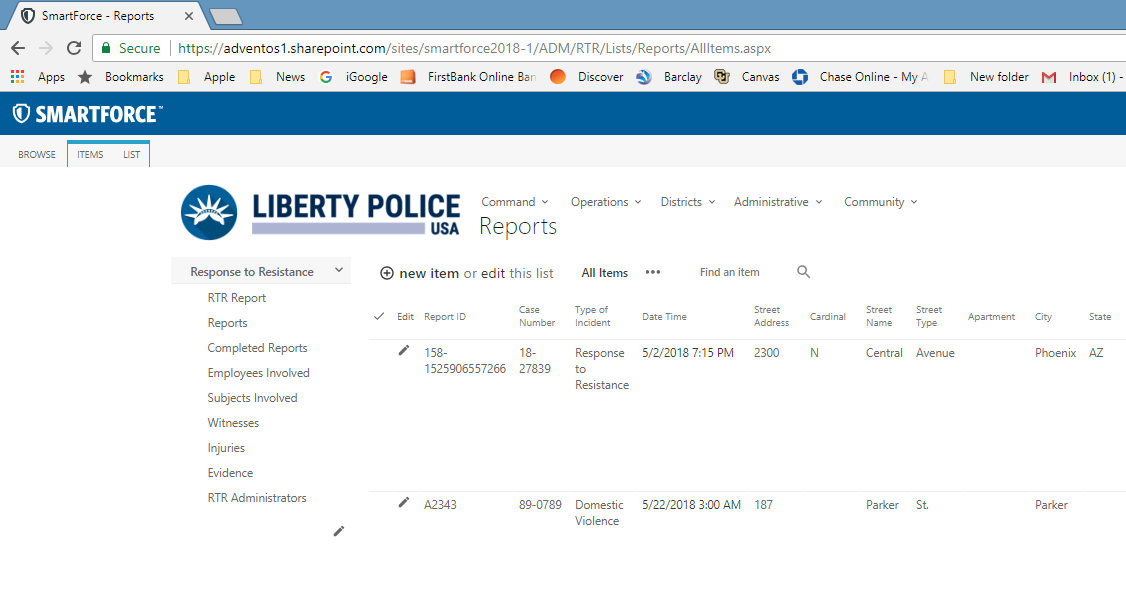 SmartForce - Reports
Secure https://adventos1.sharepoint.com/sites/smartforce2018-1/ADM/RTR/Lists/Reports/AllItems.aspx
Apps Bookmarks Apple News iGoogle FirstBank Online Ban Discover Barclay Canvas Chase Online - My A New folder Inbox (1) -
SMARTFORCE™
BROWSE ITEMS LIST
LIBERTY POLICE
USA
Command Operations Districts Administrative Community
Reports
Response to Resistance
RTR Report
Reports
Completed Reports
Employees Involved
Subjects Involved
Witnesses
Injuries
Evidence
RTR Administrators
new item or edit this list All Items ••• Find an item
Edit Report ID Case Number Type of Incident Date Time Street Address Cardinal Street Name Street Type Apartment City State
158-1525906557266 18-27839 Response to Resistance 5/2/2018 7:15 PM 2300 N Central Avenue Phoenix AZ
A2343 89-0789 Domestic Violence 5/22/2018 3:00 AM 187 Parker St. Parker